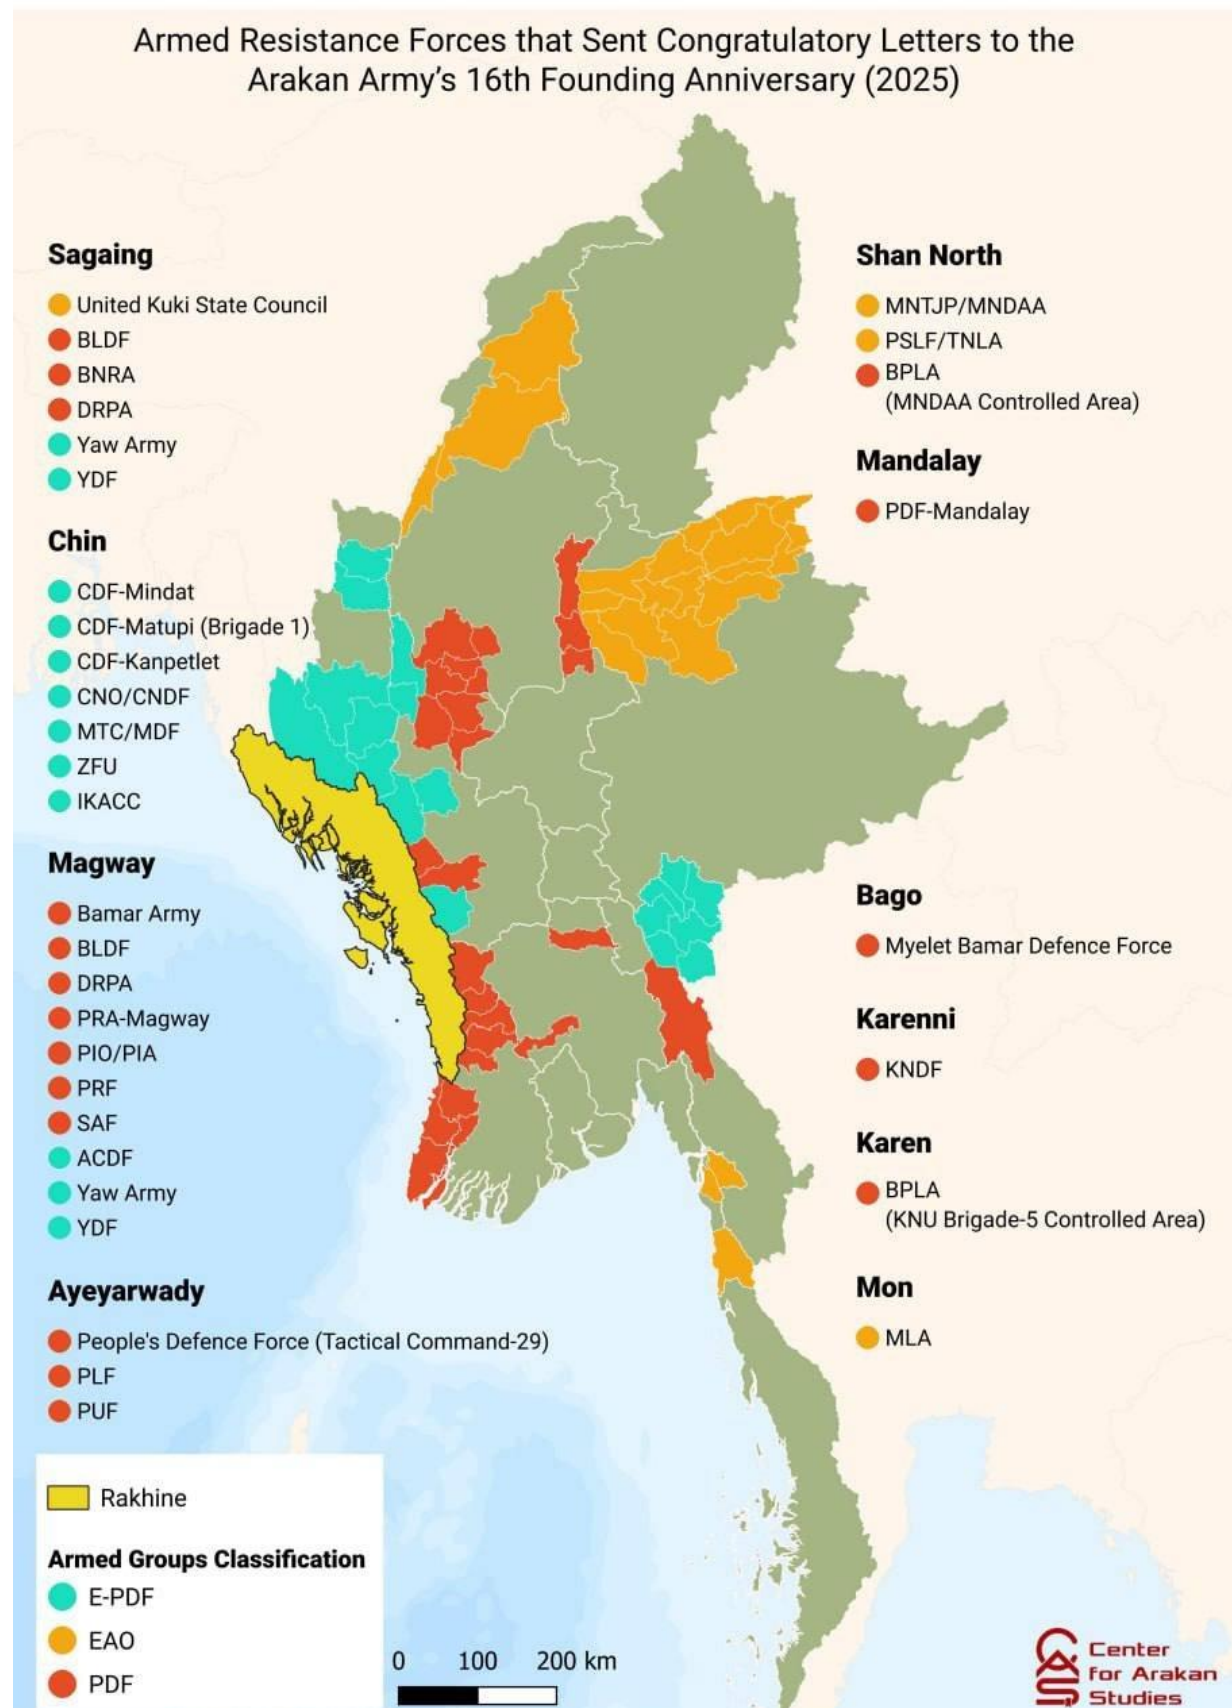 Armed Resistance Forces that Sent Congratulatory Letters to the
Arakan Army’s 16th Founding Anniversary (2025)
Sagaing
United Kuki State Council
BLDF
BNRA
DRPA
Yaw Army
YDF
Chin
CDF-Mindat
CDF-Matupi (Brigade 1)
CDF-Kanpetlet
CNO/CNDF
MTC/MDF
ZFU
IKACC
Magway
Bamar Army
BLDF
DRPA
PRA-Magway
PIO/PIA
PRF
SAF
ACDF
Yaw Army
YDF
Ayeyarwady
People's Defence Force (Tactical Command-29)
PLF
PUF
Shan North
MNTJP/MNDAA
PSLF/TNLA
BPLA
(MNDAA Controlled Area)
Mandalay
PDF-Mandalay
Bago
Myelet Bamar Defence Force
Karenni
KNDF
Karen
BPLA
(KNU Brigade-5 Controlled Area)
Mon
MLA
Rakhine
Armed Groups Classification
E-PDF
EAO
PDF
0 100 200 km
CAS
Center
for Arakan
Studies